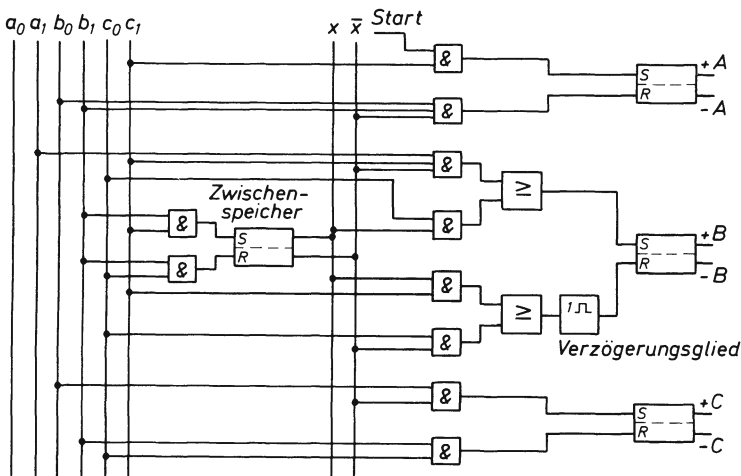 a₀ a₁ b₀ b₁ c₀ c₁ x x̄ Start
&
S +A
R -A
&
&
≥
Zwischen-
speicher
&
&
S
R
S +B
R -B
&
&
≥
1
Verzögerungsglied
&
&
S +C
R -C
&